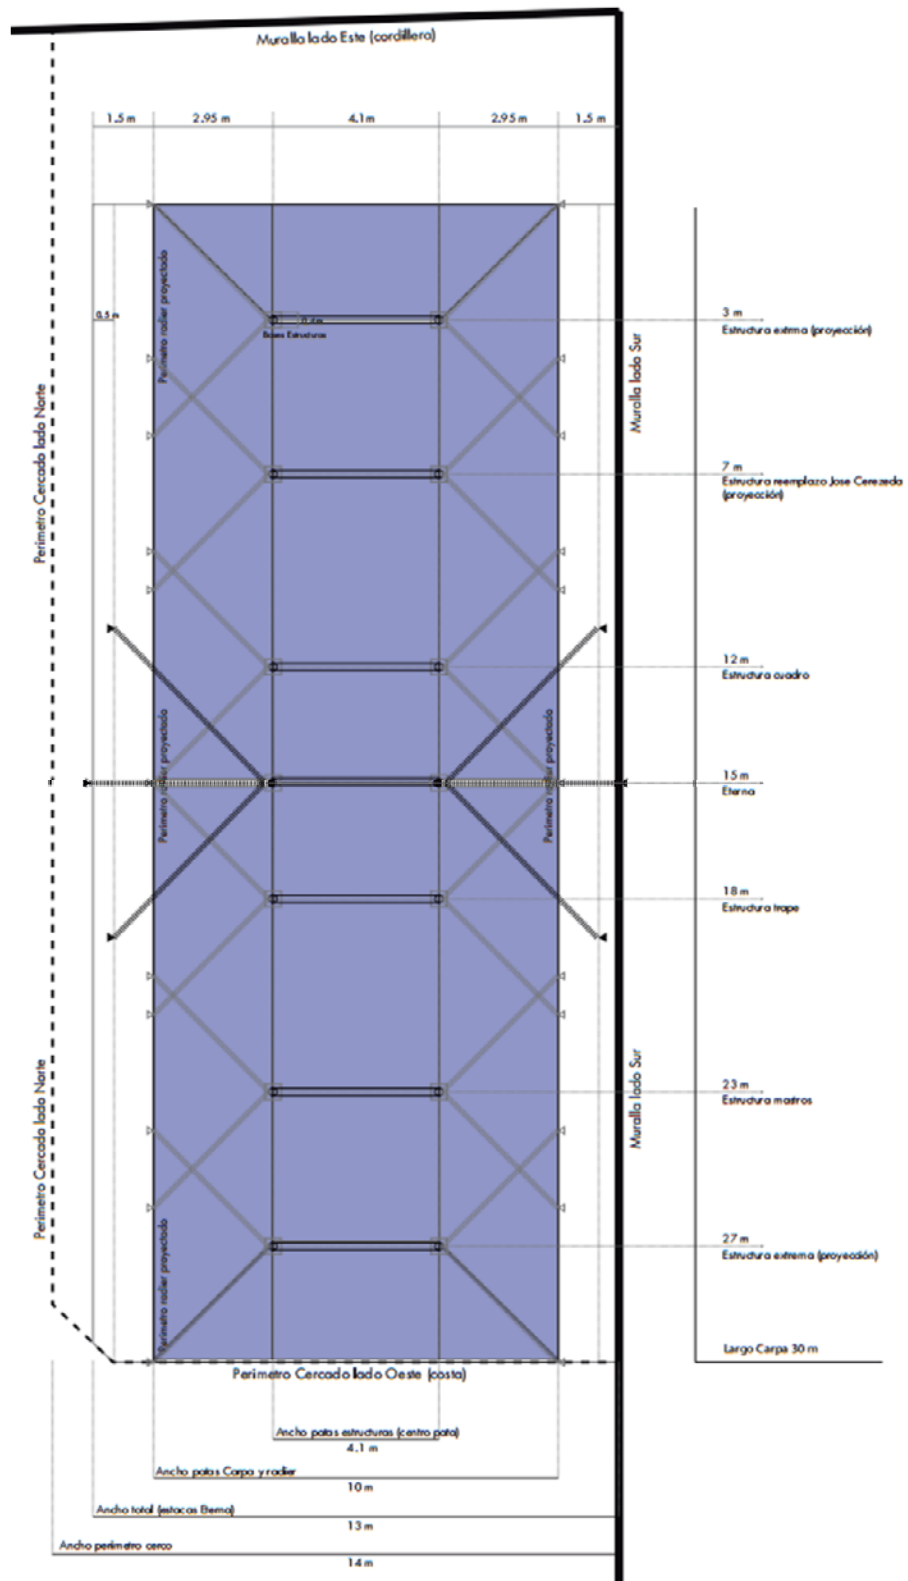 Muralla lado Este (cordillera)
1.5 m
2.95 m
4.1m
2.95 m
1.5 m
Perimetro radier proyectado
0.5 m
Bases Estructuras
3 m
Estructura extrma (proyección)
Muralla lado Sur
Perimetro Cercado lado Norte
7 m
Estructura reemplazo Jose Cerezeda
(proyección)
12 m
Estructura cuadro
Perimetro radier proyectado
Perimetro radier proyectado
15 m
Eterna
18 m
Estructura trape
Perimetro Cercado lado Norte
Muralla lado Sur
23 m
Estructura mastros
Perimetro radier proyectado
27 m
Estructura extrema (proyección)
Largo Carpa 30 m
Perimetro Cercado lado Oeste (costa)
Ancho patas estructuras (centro pata)
4.1 m
Ancho patas Carpa y radier
10 m
Ancho total (estacas Eterna)
13 m
Ancho perimetro cerco
14 m